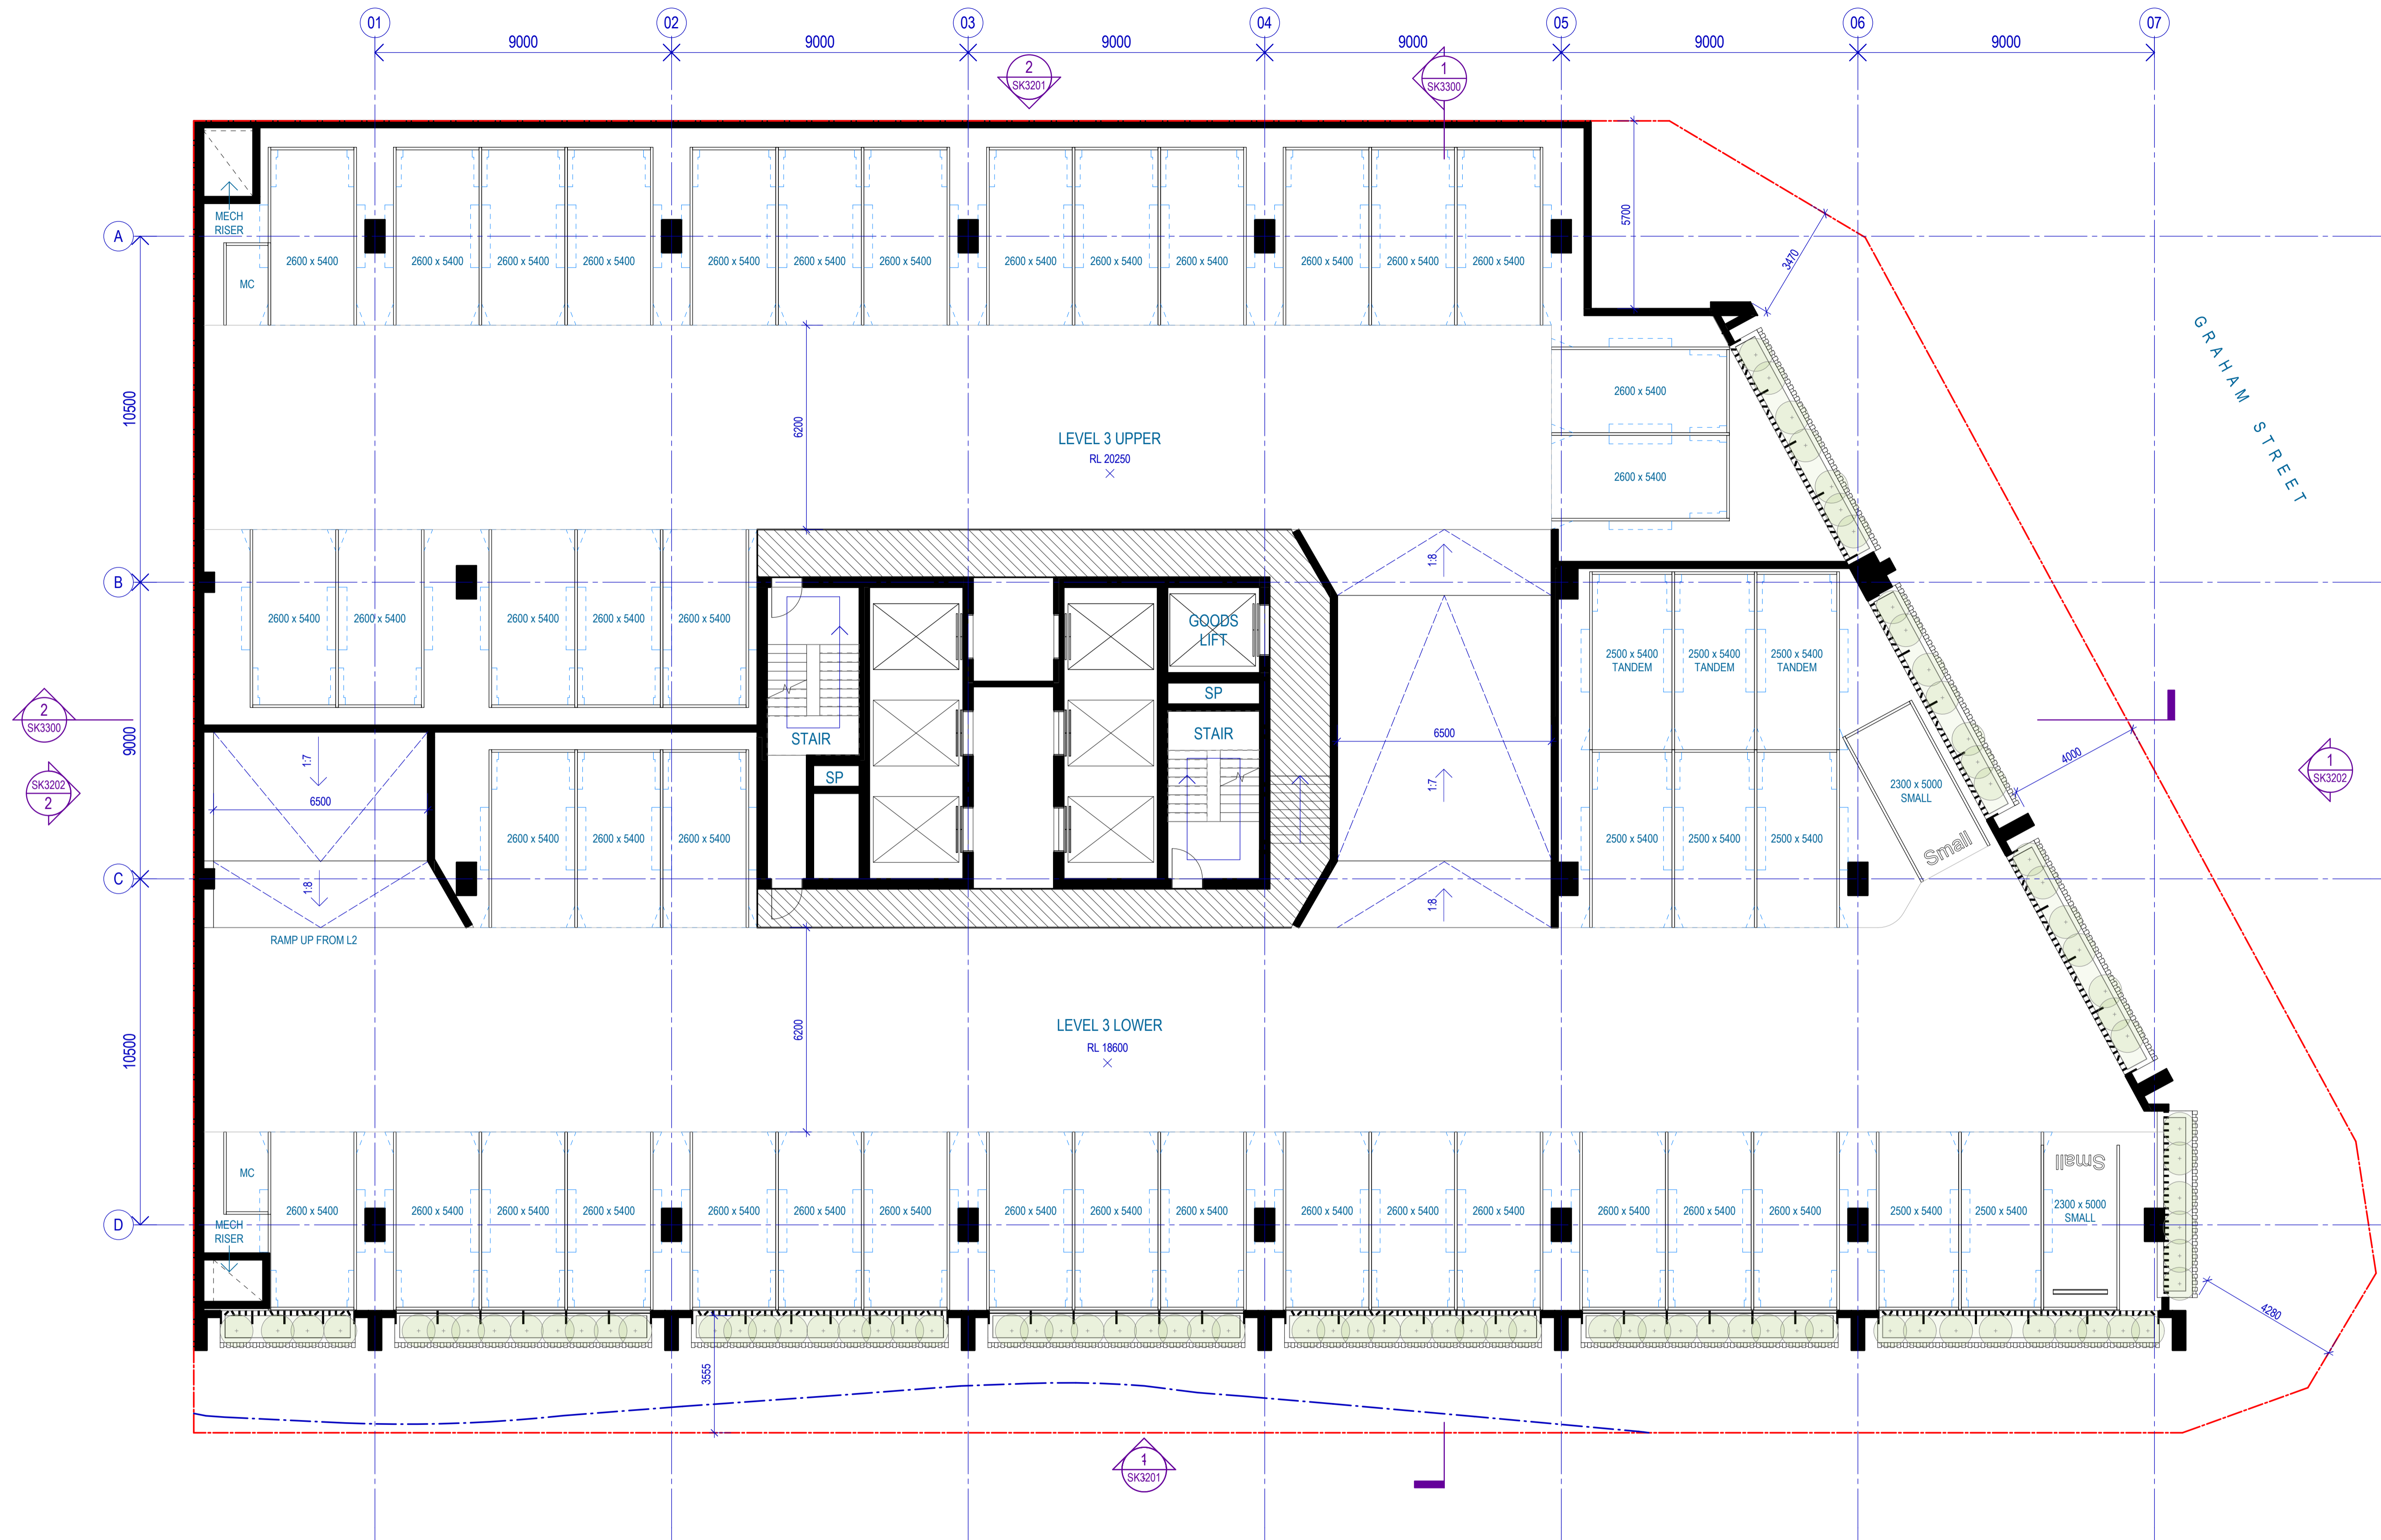 01 02 03 04 05 06 07
9000 9000 9000 9000 9000 9000
2
SK3201
1
SK3300
A
B
C
D
10500
9000
10500
MECH
RISER
MC
2600 x 5400 2600 x 5400 2600 x 5400 2600 x 5400 2600 x 5400 2600 x 5400 2600 x 5400 2600 x 5400 2600 x 5400 2600 x 5400 2600 x 5400 2600 x 5400 2600 x 5400
5700
3470
GRAHAM STREET
2600 x 5400
2600 x 5400
6200
LEVEL 3 UPPER
RL 20250
1:8
2600 x 5400 2600 x 5400 2600 x 5400 2600 x 5400 2600 x 5400
GOODS
LIFT
SP
STAIR
STAIR
SP
2500 x 5400 2500 x 5400 2500 x 5400
TANDEM TANDEM TANDEM
2
SK3300
SK3202
2
1:7
6500
1:8
RAMP UP FROM L2
2600 x 5400 2600 x 5400 2600 x 5400
6500
1:7
1:8
2500 x 5400 2500 x 5400 2500 x 5400
2300 x 5000
SMALL
Small
4000
1
SK3202
6200
LEVEL 3 LOWER
RL 18600
MC
MECH
RISER
2600 x 5400 2600 x 5400 2600 x 5400 2600 x 5400 2600 x 5400 2600 x 5400 2600 x 5400 2600 x 5400 2600 x 5400 2600 x 5400 2600 x 5400 2600 x 5400 2600 x 5400 2600 x 5400 2600 x 5400 2600 x 5400 2500 x 5400 2500 x 5400
Small
2300 x 5000
SMALL
4280
3555
1
SK3201